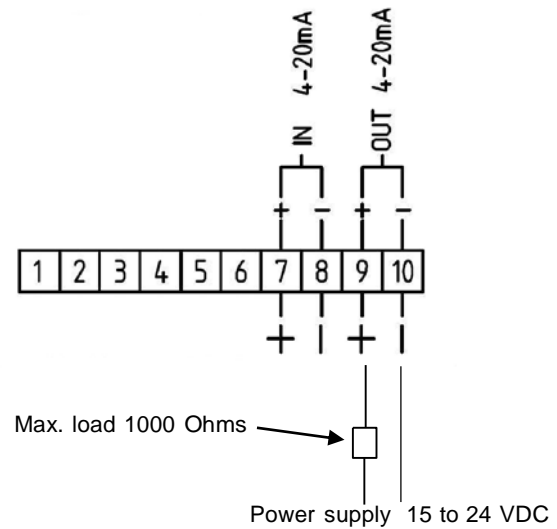 IN 4-20mA
OUT 4-20mA
+ - + -
1 2 3 4 5 6 7 8 9 10
+ - + -
Max. load 1000 Ohms
Power supply 15 to 24 VDC